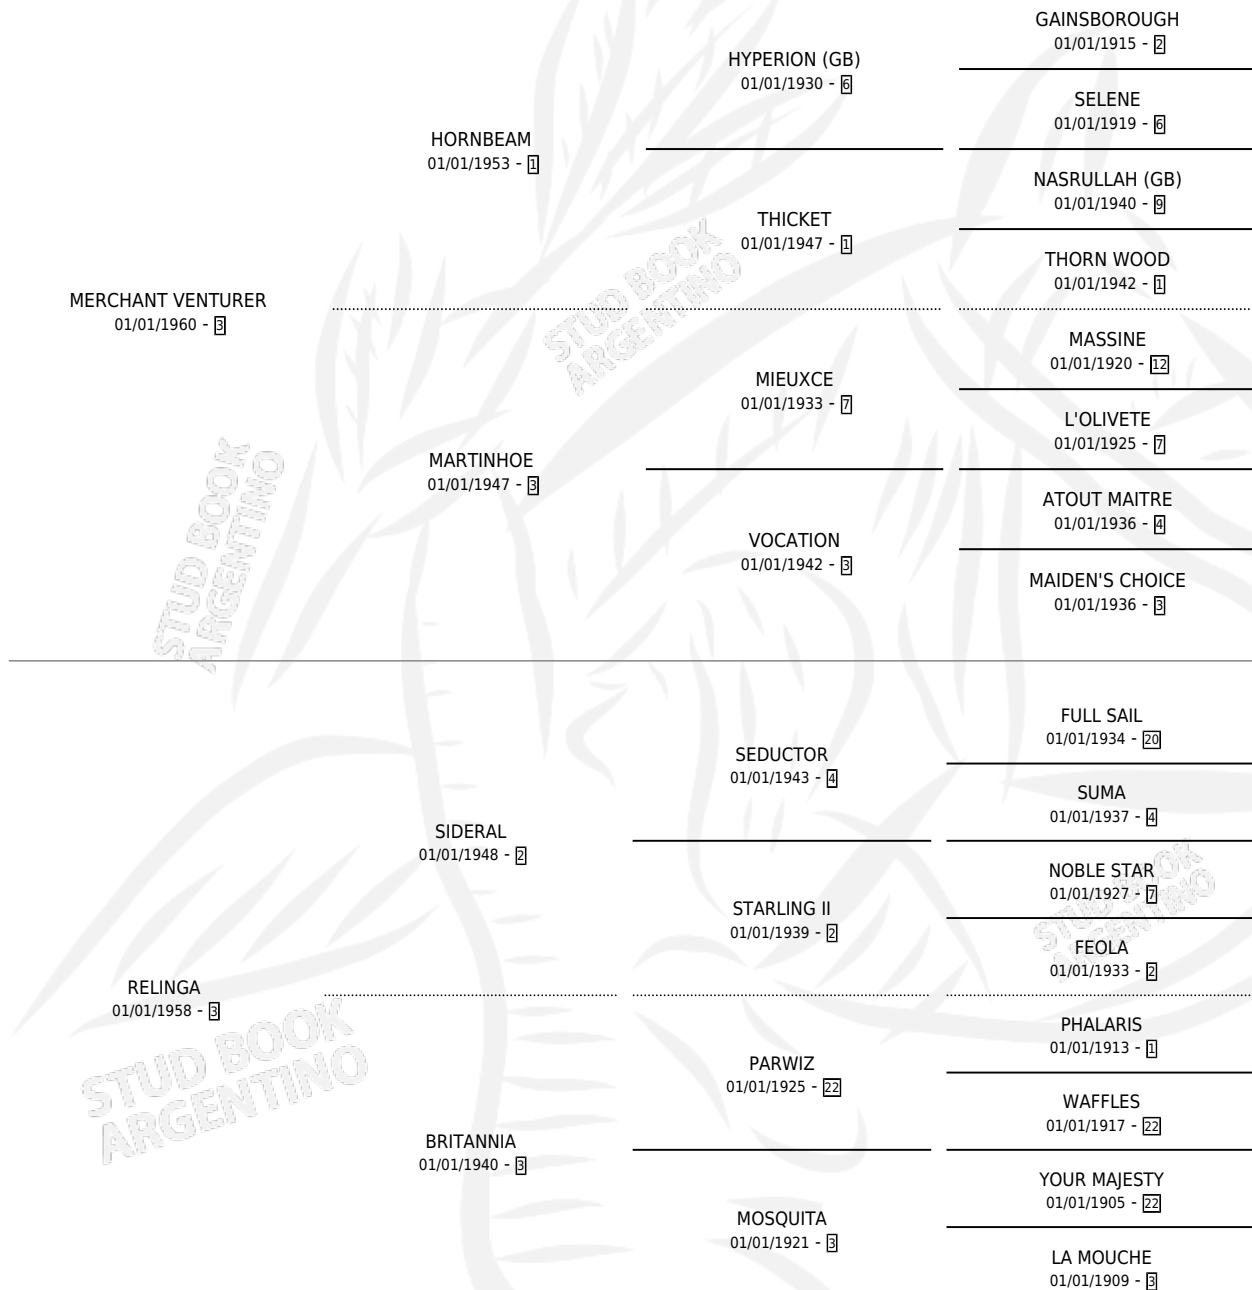 GAINSBOROUGH
01/01/1915 - 2
HYPERION (GB)
01/01/1930 - 6
SELENE
01/01/1919 - 6
HORNBEAM
01/01/1953 - 1
NASRULLAH (GB)
01/01/1940 - 9
THICKET
01/01/1947 - 1
THORN WOOD
01/01/1942 - 1
MERCHANT VENTURER
01/01/1960 - 3
MASSINE
01/01/1920 - 12
MIEUXCE
01/01/1933 - 7
L'OLIVETE
01/01/1925 - 7
MARTINHOE
01/01/1947 - 3
ATOUT MAITRE
01/01/1936 - 4
VOCATION
01/01/1942 - 3
MAIDEN'S CHOICE
01/01/1936 - 3
FULL SAIL
01/01/1934 - 20
SEDUCTOR
01/01/1943 - 4
SUMA
01/01/1937 - 4
SIDERAL
01/01/1948 - 2
NOBLE STAR
01/01/1927 - 7
STARLING II
01/01/1939 - 2
FEOLA
01/01/1933 - 2
RELINGA
01/01/1958 - 3
PHALARIS
01/01/1913 - 1
PARWIZ
01/01/1925 - 22
WAFFLES
01/01/1917 - 22
BRITANNIA
01/01/1940 - 3
YOUR MAJESTY
01/01/1905 - 22
MOSQUITA
01/01/1921 - 3
LA MOUCHE
01/01/1909 - 3
STUD BOOK
ARGENTINO
STUD BOOK
ARGENTINO
STUD BOOK
ARGENTINO
STUD BOOK
ARGENTINO